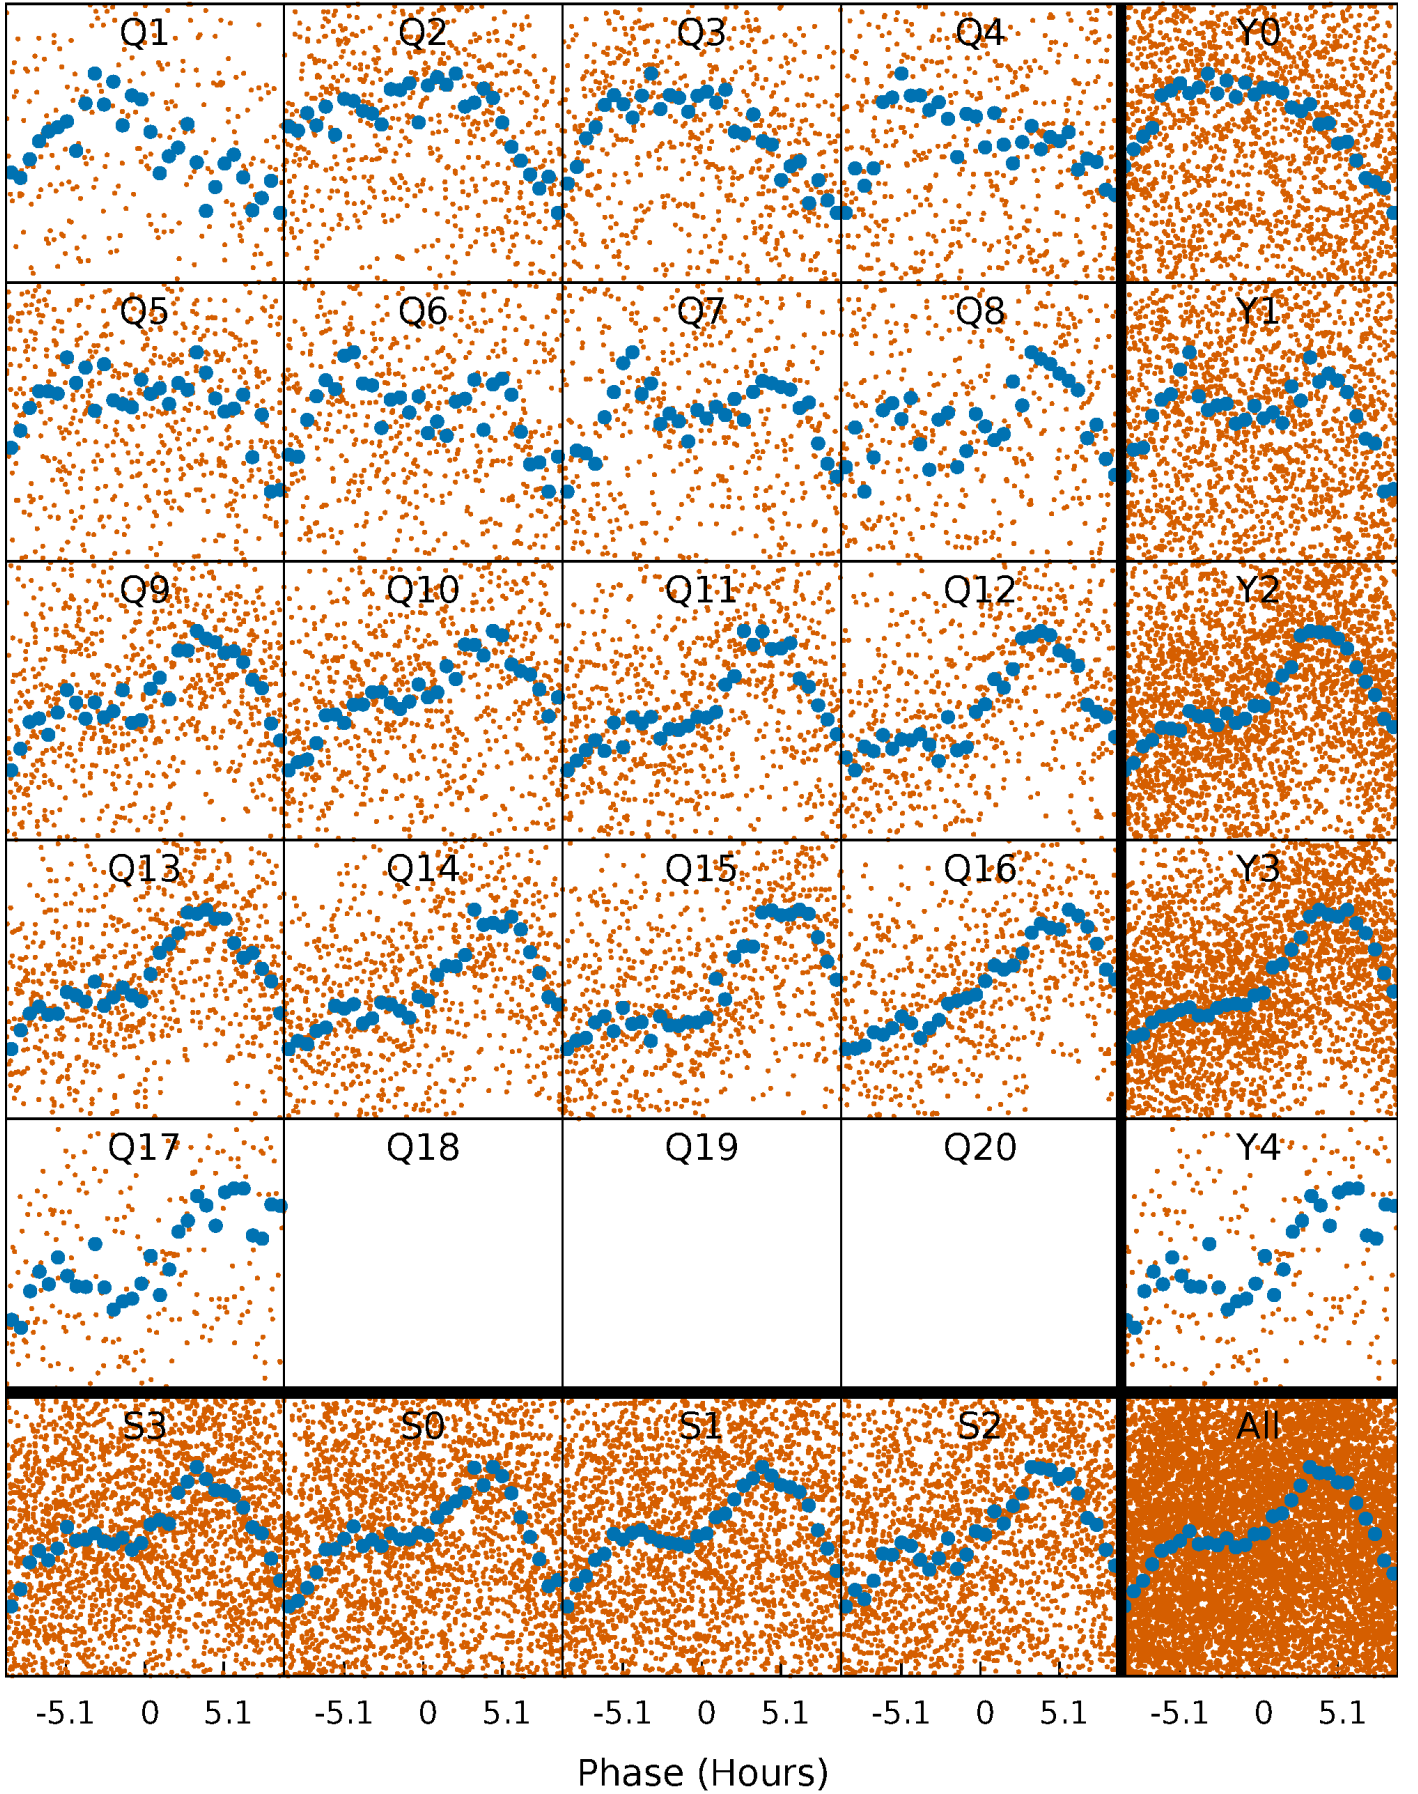 Q1 Q2 Q3 Q4 Y0
Q5 Q6 Q7 Q8 Y1
Q9 Q10 Q11 Q12 Y2
Q13 Q14 Q15 Q16 Y3
Q17 Q18 Q19 Q20 Y4
S3 S0 S1 S2 All
-5.1 0 5.1 -5.1 0 5.1 -5.1 0 5.1 -5.1 0 5.1 -5.1 0 5.1
Phase (Hours)